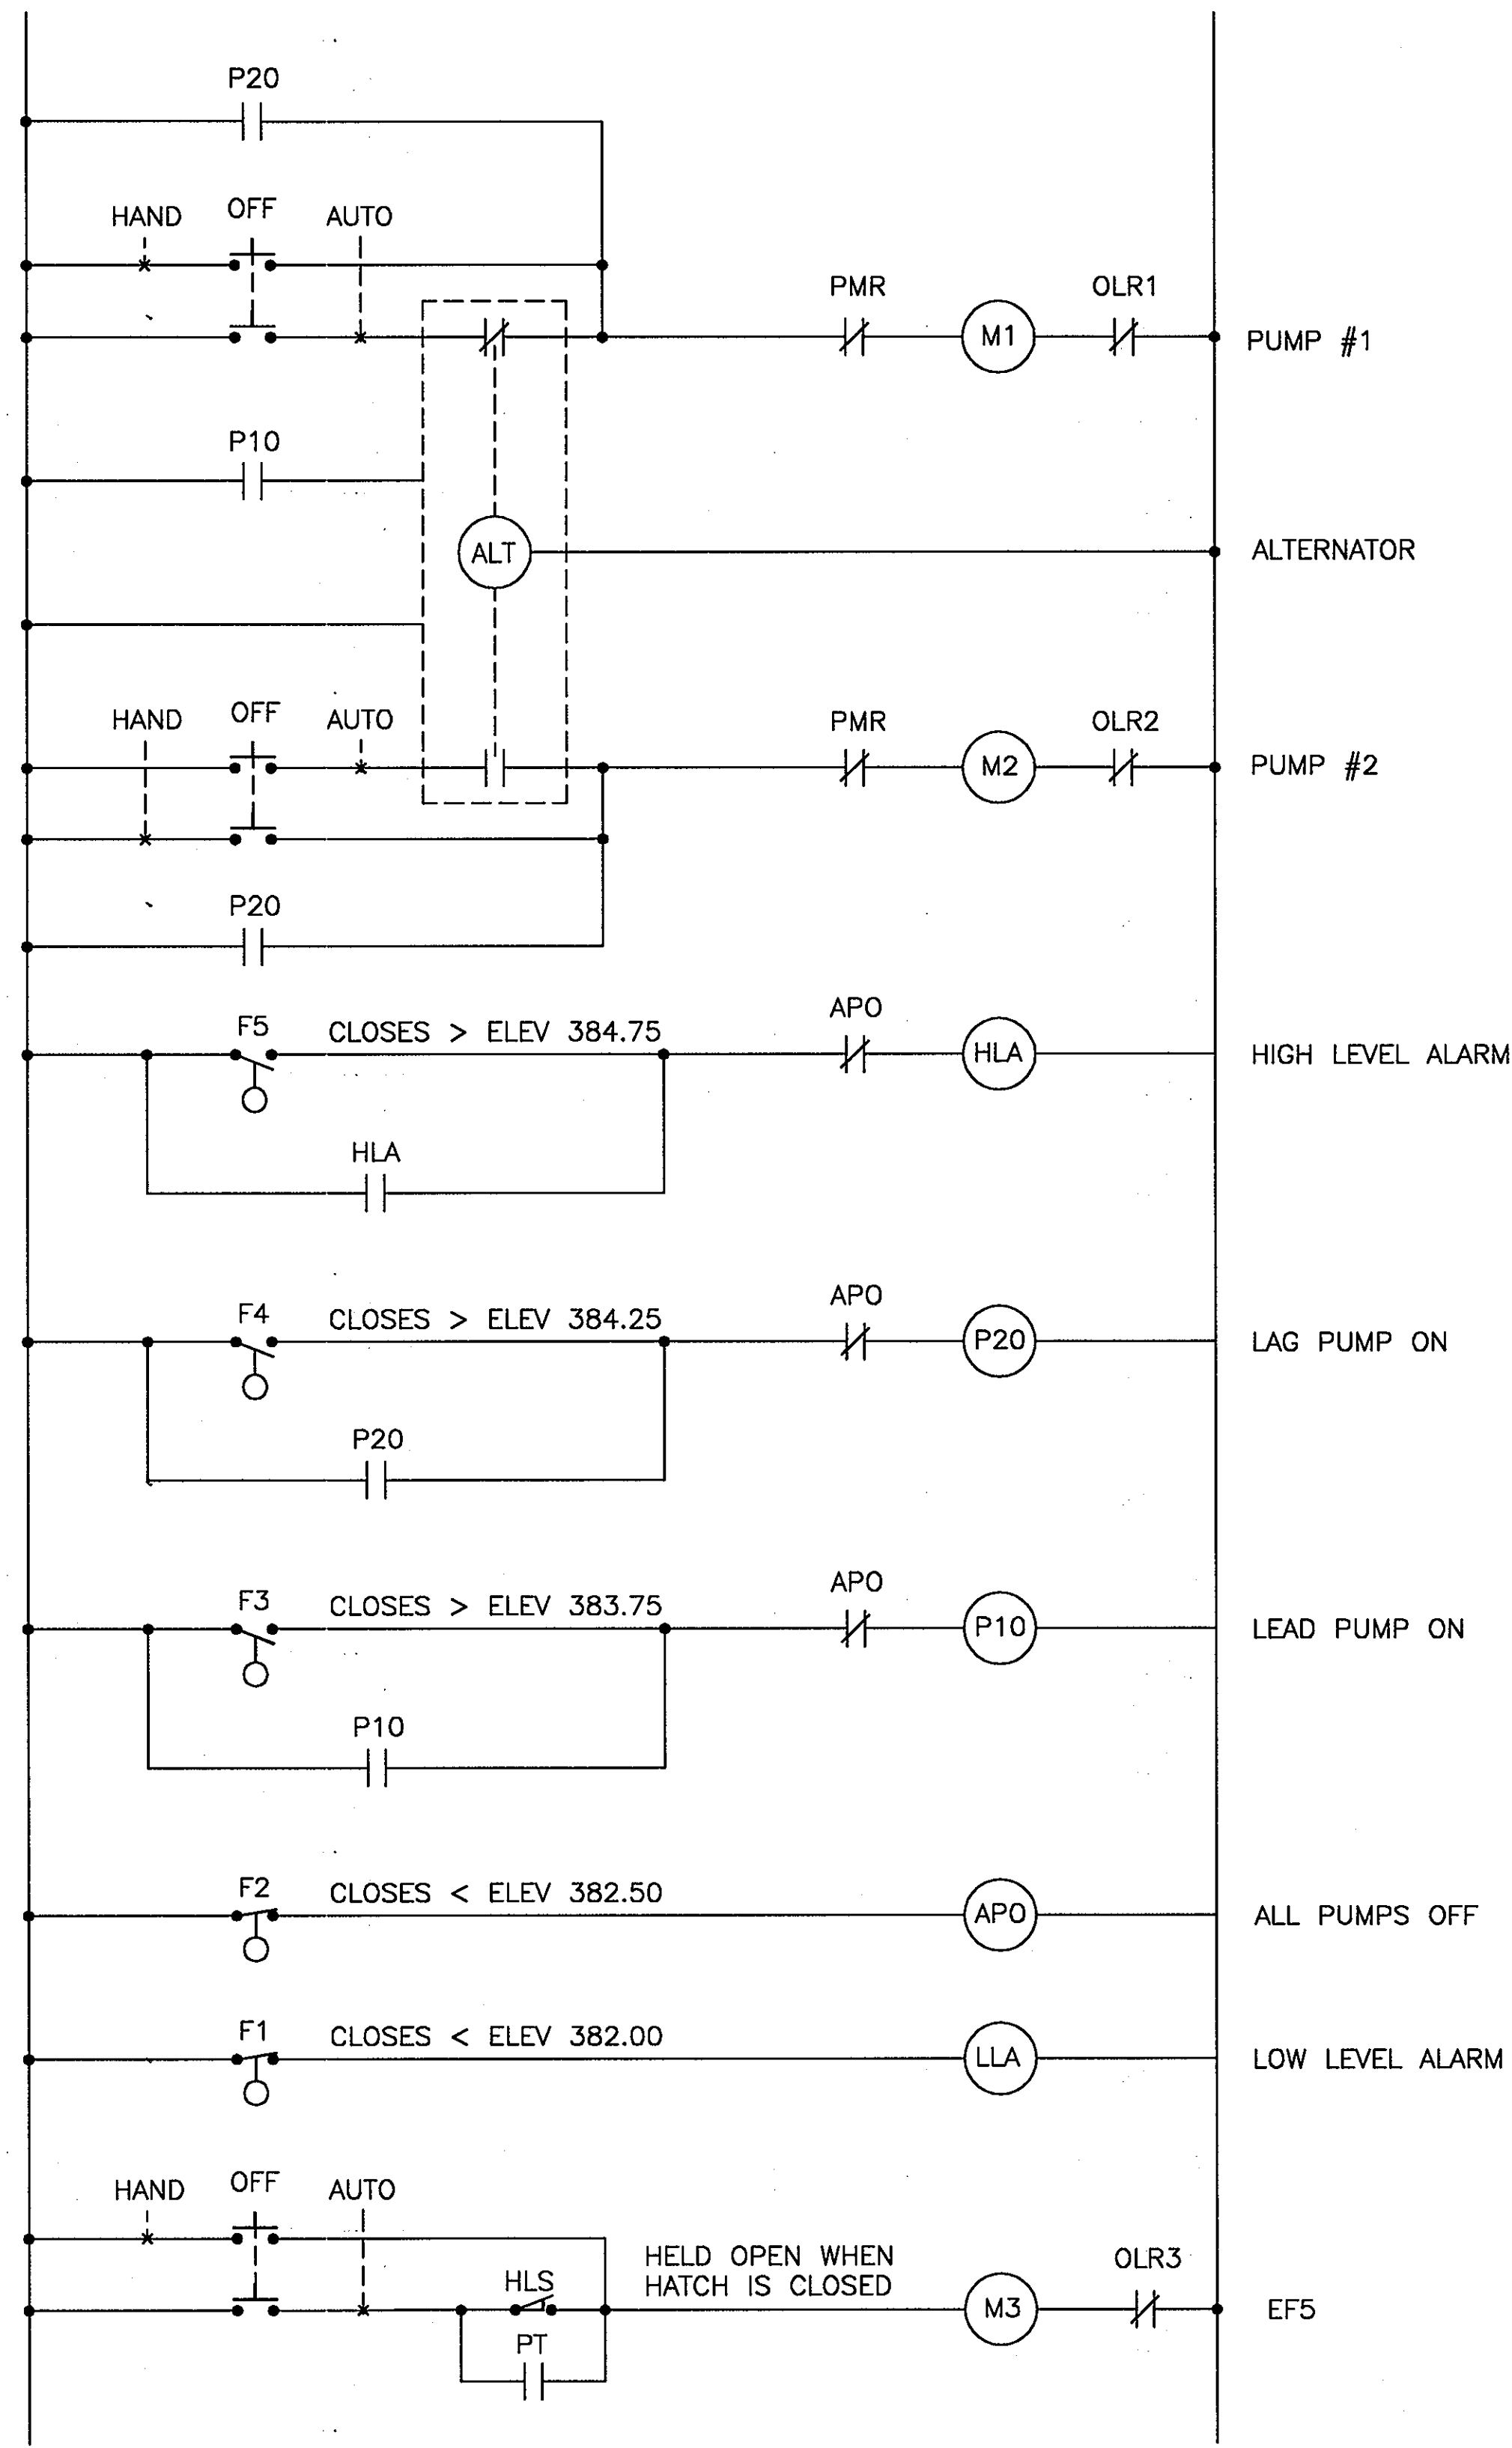 P20
HAND OFF AUTO
PMR OLR1
M1
PUMP #1
P10
ALT
ALTERNATOR
HAND OFF AUTO
PMR OLR2
M2
PUMP #2
P20
APO
F5 CLOSES > ELEV 384.75
HLA
HIGH LEVEL ALARM
HLA
APO
F4 CLOSES > ELEV 384.25
P20
LAG PUMP ON
P20
APO
F3 CLOSES > ELEV 383.75
P10
LEAD PUMP ON
P10
F2 CLOSES < ELEV 382.50
APO
ALL PUMPS OFF
F1 CLOSES < ELEV 382.00
LLA
LOW LEVEL ALARM
HAND OFF AUTO
HELD OPEN WHEN
HATCH IS CLOSED
OLR3
HLS
M3
EF5
PT